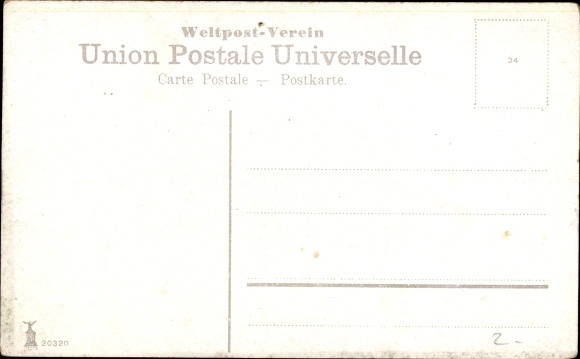 Weltpost-Verein
Union Postale Universelle
Carte Postale — Postkarte.
34
20320
2-